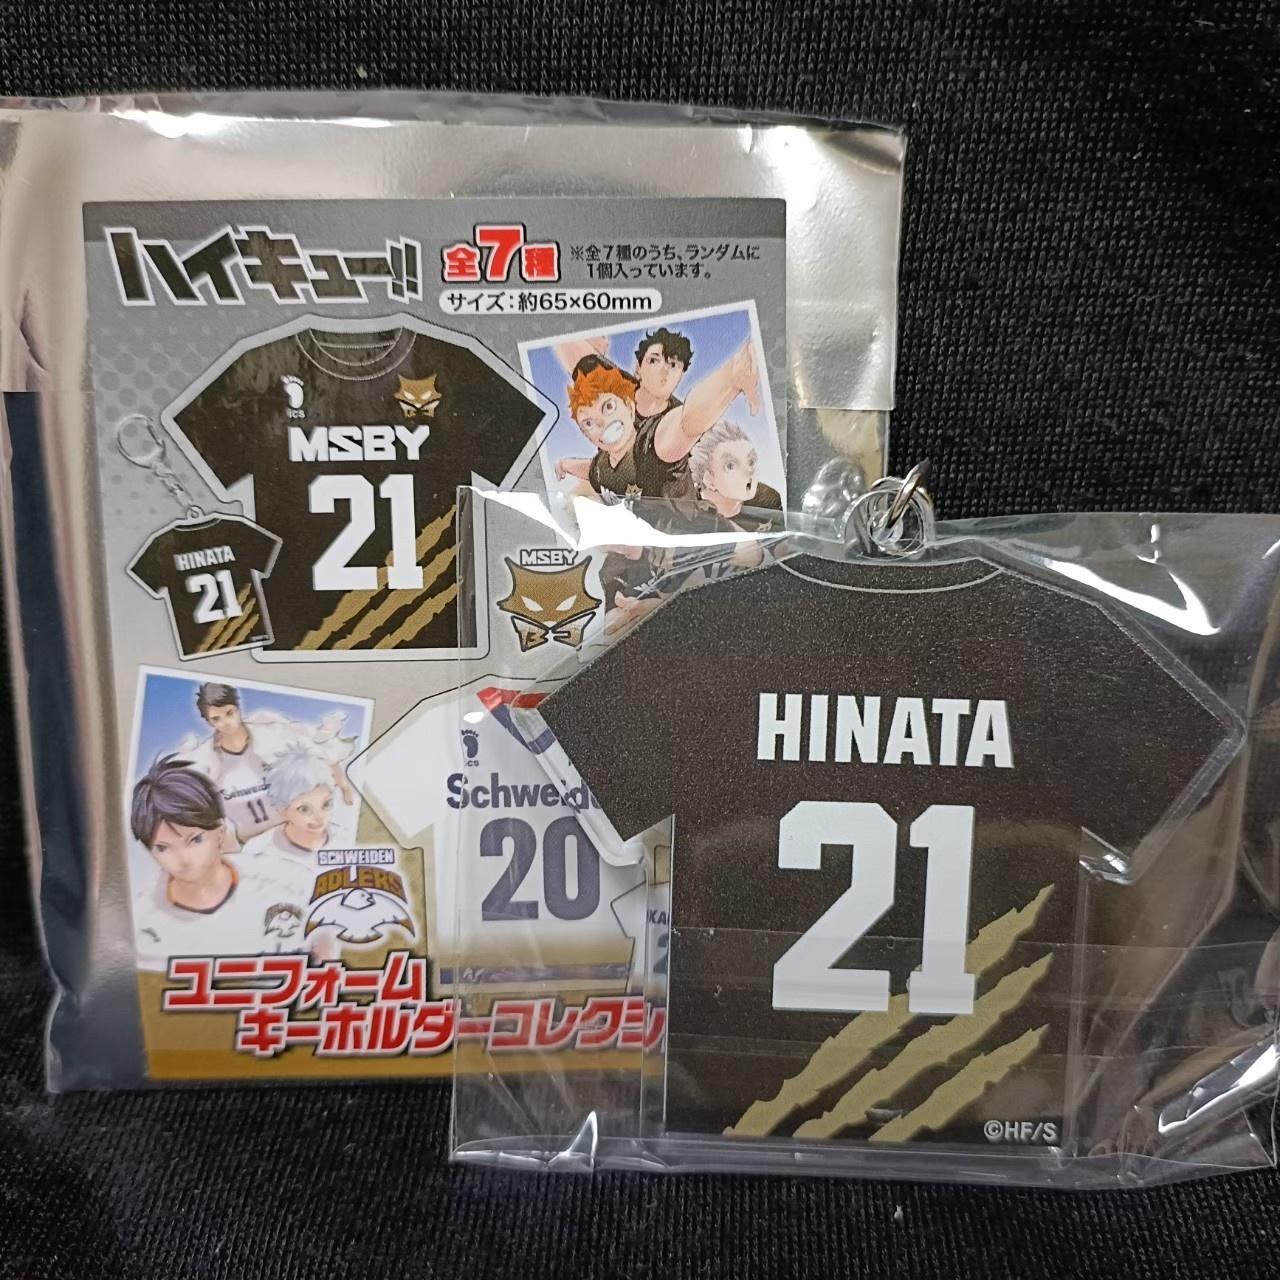 ハイキュー!!
全7種
※全7種のうち、ランダムに
1個入っています。
サイズ：約65×60mm
MSBY
21
HINATA
21
MSBY
BJ
Schweiden
11
SCHWEIDEN
ADLERS
20
ユニフォーム
キーホルダーコレクシ
HINATA
21
©HF/S